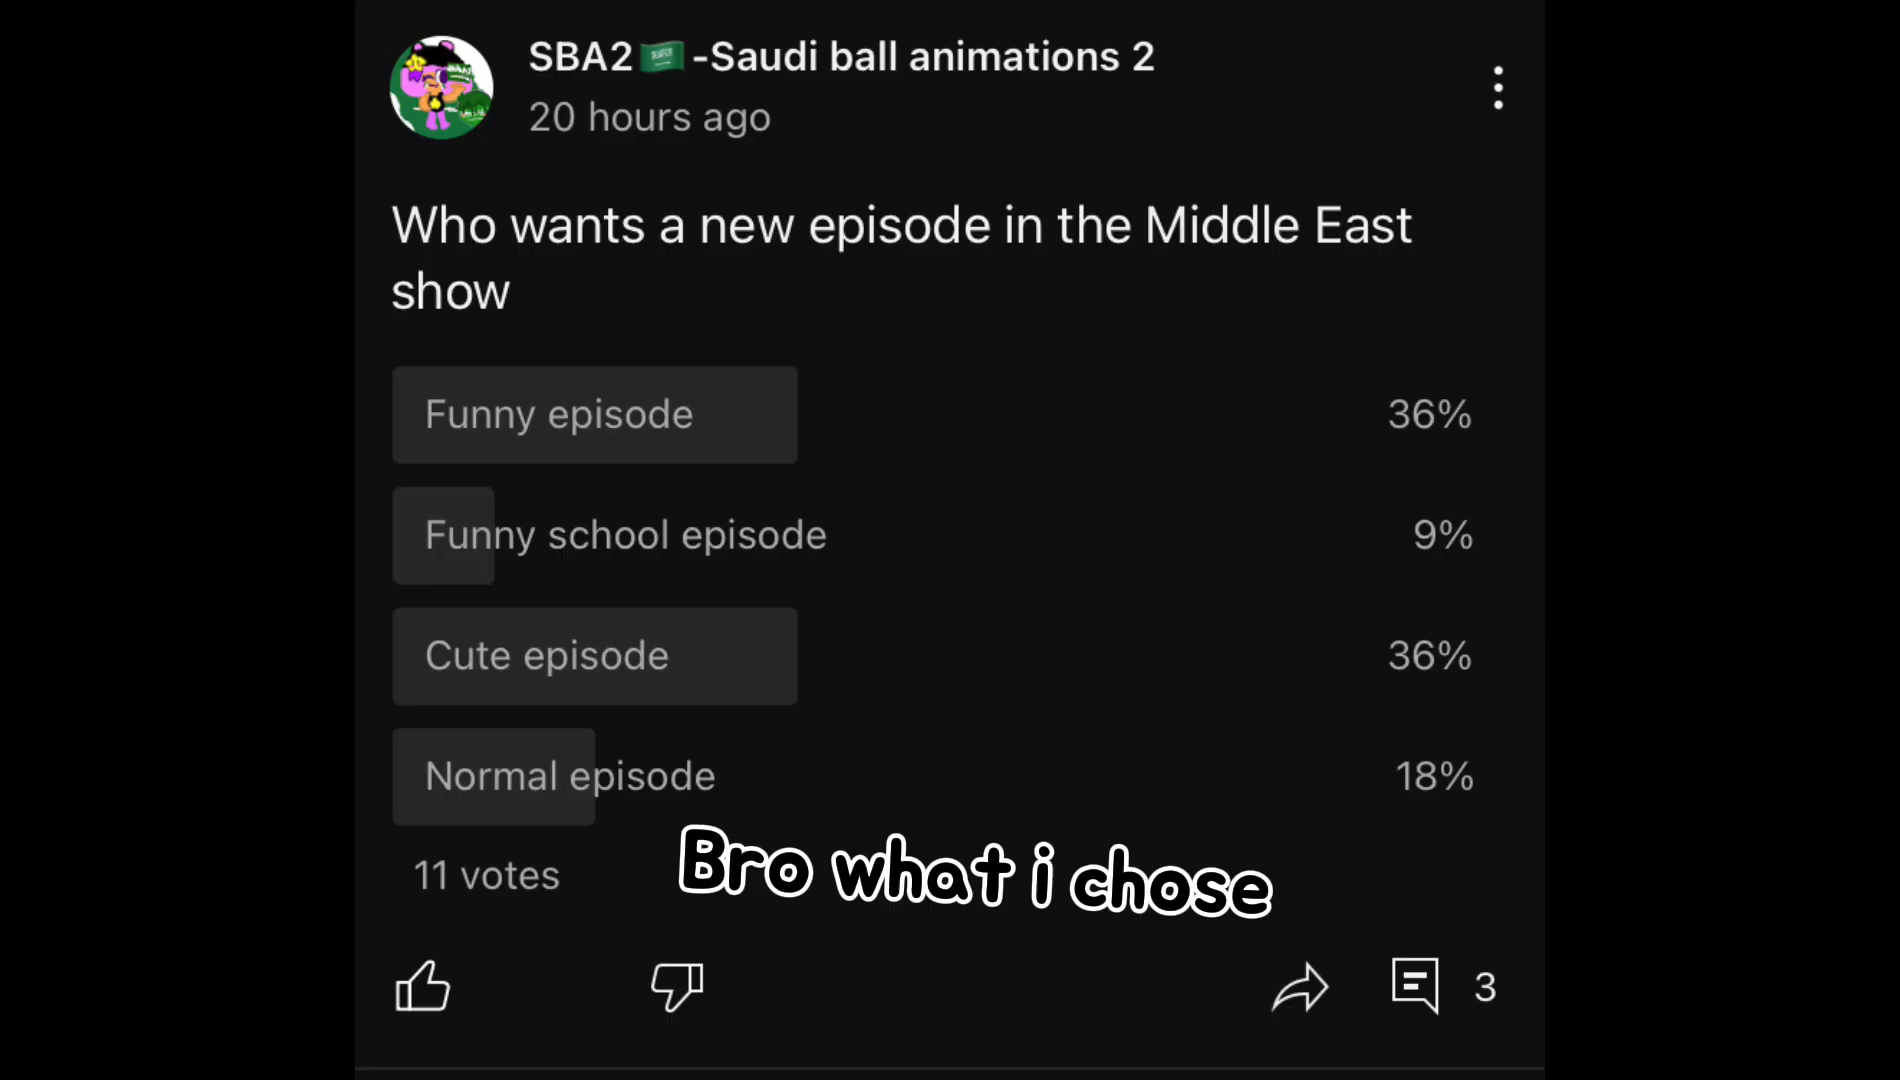 SBA2🇸🇦-Saudi ball animations 2
20 hours ago
Who wants a new episode in the Middle East
show
Funny episode 36%
Funny school episode 9%
Cute episode 36%
Normal episode 18%
11 votes
Bro what i chose
3